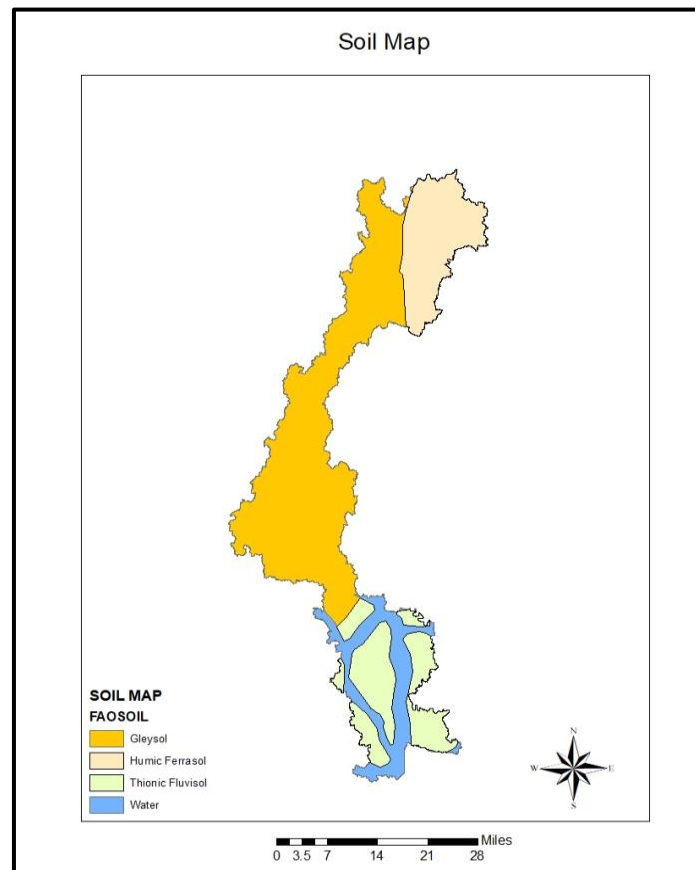 Soil Map
SOIL MAP
FAOSOIL
Gleysol
Humic Ferrasol
Thionic Fluvisol
Water
N
W E
S
Miles
0 3.5 7 14 21 28